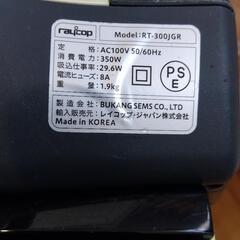 raycop Model:RT-300JGR
定 格:AC100V 50/60Hz
消費電力:350W
吸込仕事率:29.6W
電流ヒューズ:8A
重 量:1.9kg
PSE
製造元:BUKANG SEMS CO., LTD
輸入販売元:レイコップ・ジャパン株式会社
Made in KOREA